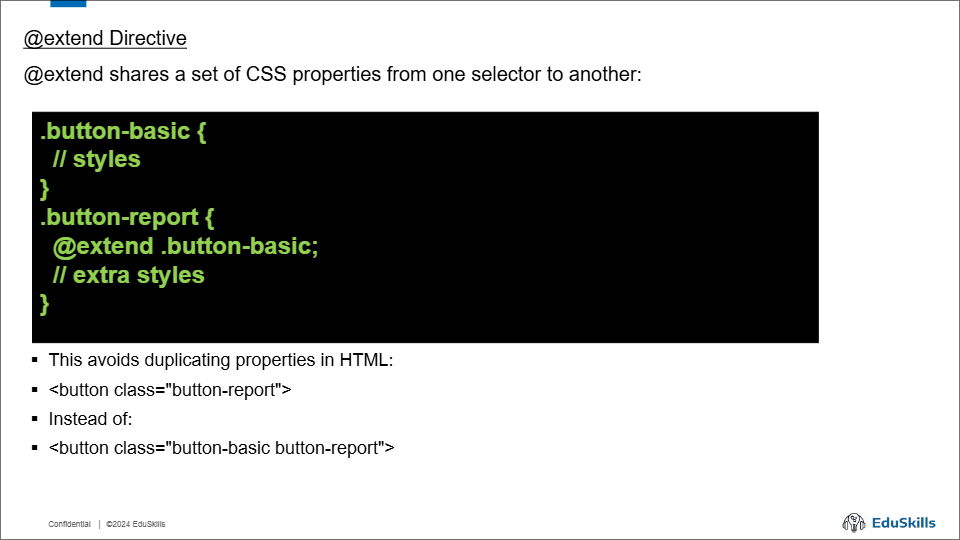 @extend Directive
@extend shares a set of CSS properties from one selector to another:
.button-basic {
// styles
}
.button-report {
@extend .button-basic;
// extra styles
}
▪ This avoids duplicating properties in HTML:
▪ <button class="button-report">
▪ Instead of:
▪ <button class="button-basic button-report">
Confidential | ©2024 EduSkills
EduSkills